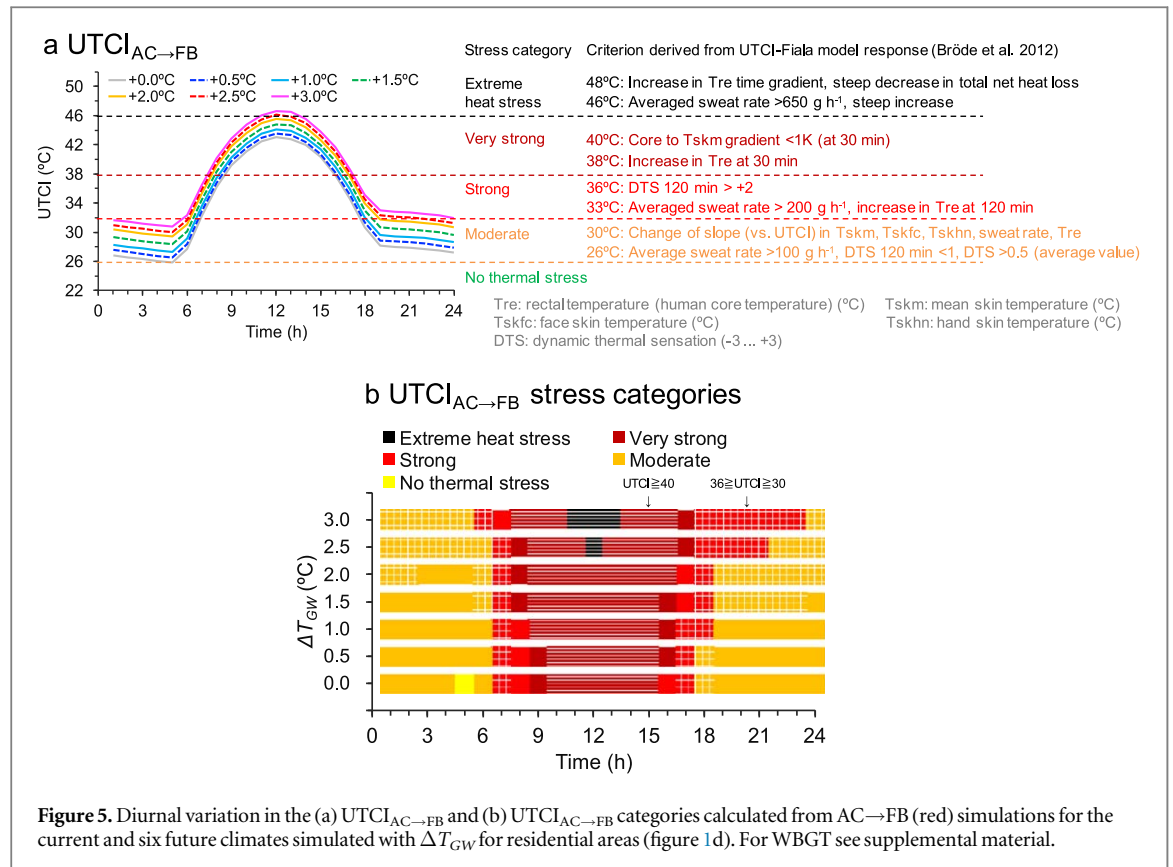 a UTCI_AC→FB
Stress category Criterion derived from UTCI-Fiala model response (Bröde et al. 2012)
+0.0ºC +0.5ºC +1.0ºC +1.5ºC
+2.0ºC +2.5ºC +3.0ºC
Extreme
heat stress
48ºC: Increase in Tre time gradient, steep decrease in total net heat loss
46ºC: Averaged sweat rate >650 g h⁻¹, steep increase
Very strong
40ºC: Core to Tskm gradient <1K (at 30 min)
38ºC: Increase in Tre at 30 min
Strong
36ºC: DTS 120 min > +2
33ºC: Averaged sweat rate > 200 g h⁻¹, increase in Tre at 120 min
Moderate
30ºC: Change of slope (vs. UTCI) in Tskm, Tskfc, Tskhn, sweat rate, Tre
26ºC: Average sweat rate >100 g h⁻¹, DTS 120 min <1, DTS >0.5 (average value)
No thermal stress
UTCI (ºC)
50
46
42
38
34
30
26
22
0 3 6 9 12 15 18 21 24
Time (h)
Tre: rectal temperature (human core temperature) (ºC) Tskm: mean skin temperature (ºC)
Tskfc: face skin temperature (ºC) Tskhn: hand skin temperature (ºC)
DTS: dynamic thermal sensation (-3 ... +3)
b UTCI_AC→FB stress categories
Extreme heat stress Very strong
Strong Moderate
No thermal stress
UTCI≧40 36≧UTCI≧30
ΔT_GW (ºC)
3.0
2.5
2.0
1.5
1.0
0.5
0.0
0 3 6 9 12 15 18 21 24
Time (h)
Figure 5. Diurnal variation in the (a) UTCI_AC→FB and (b) UTCI_AC→FB categories calculated from AC→FB (red) simulations for the
current and six future climates simulated with ΔT_GW for residential areas (figure 1d). For WBGT see supplemental material.